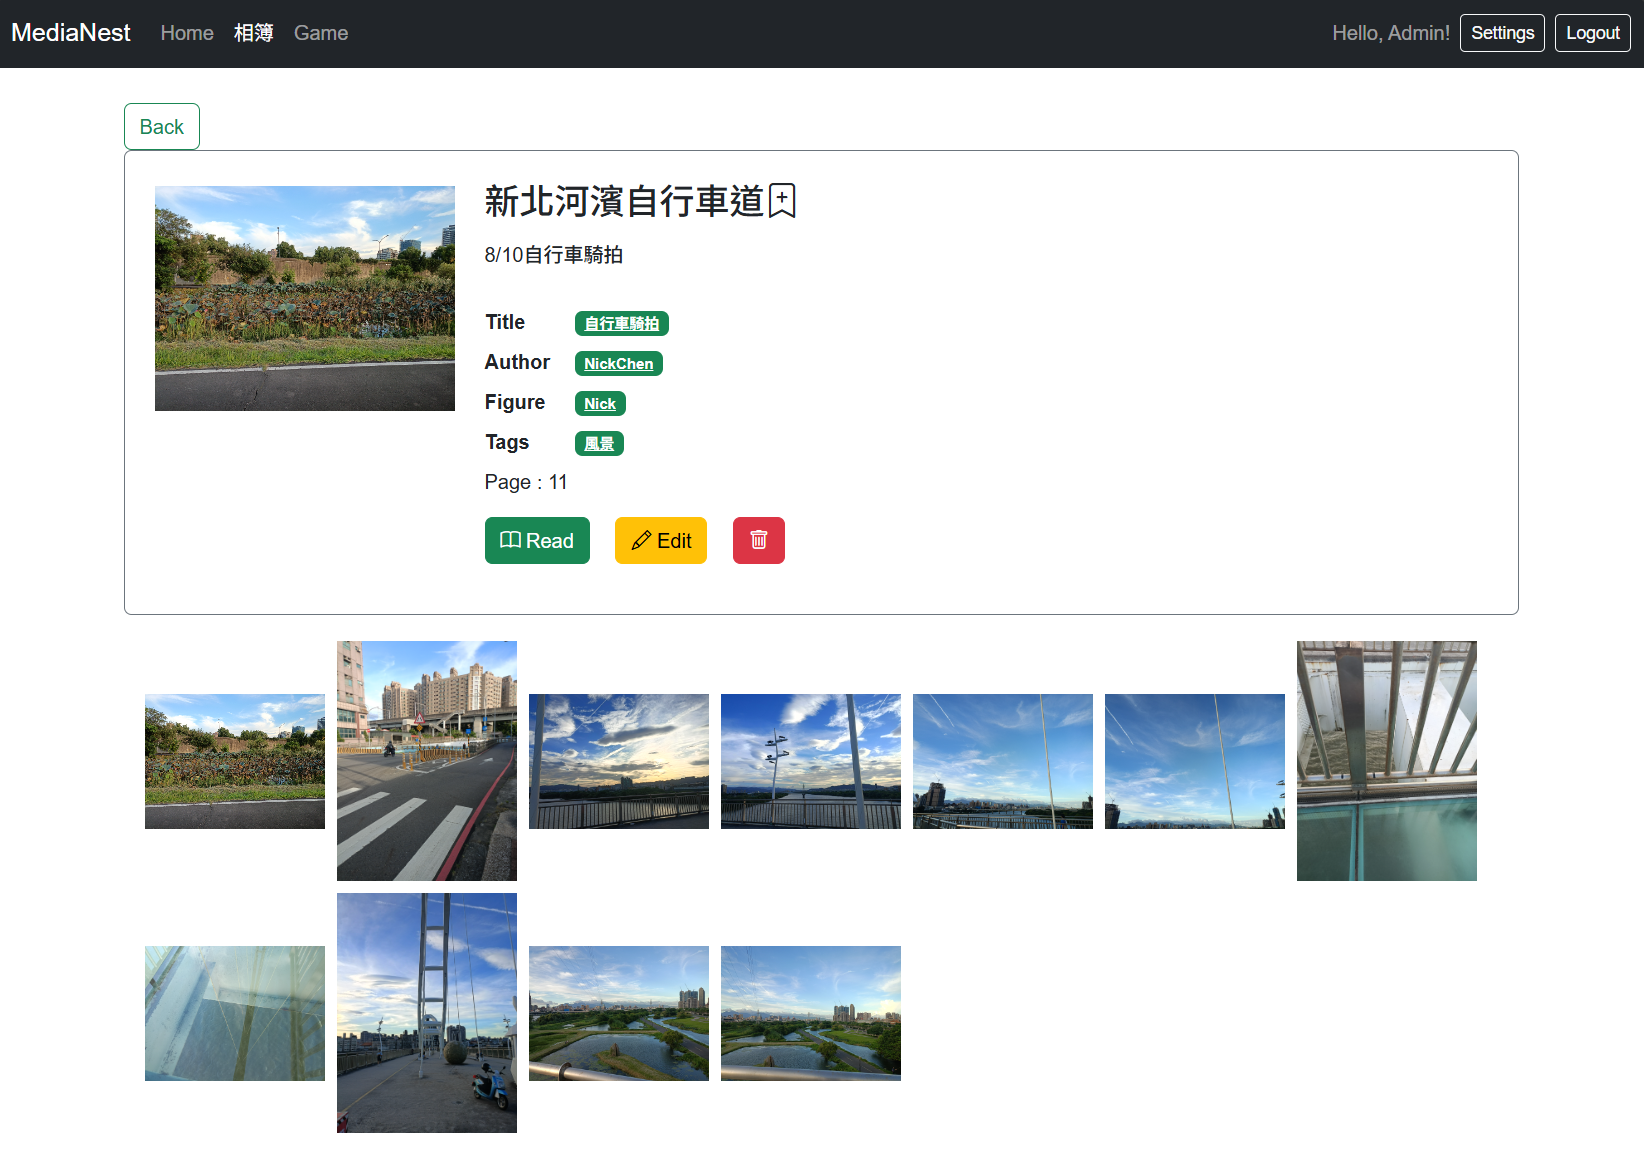 MediaNest Home 相簿 Game Hello, Admin! Settings Logout
Back
新北河濱自行車道
8/10自行車騎拍
Title 自行車騎拍
Author NickChen
Figure Nick
Tags 風景
Page : 11
Read Edit